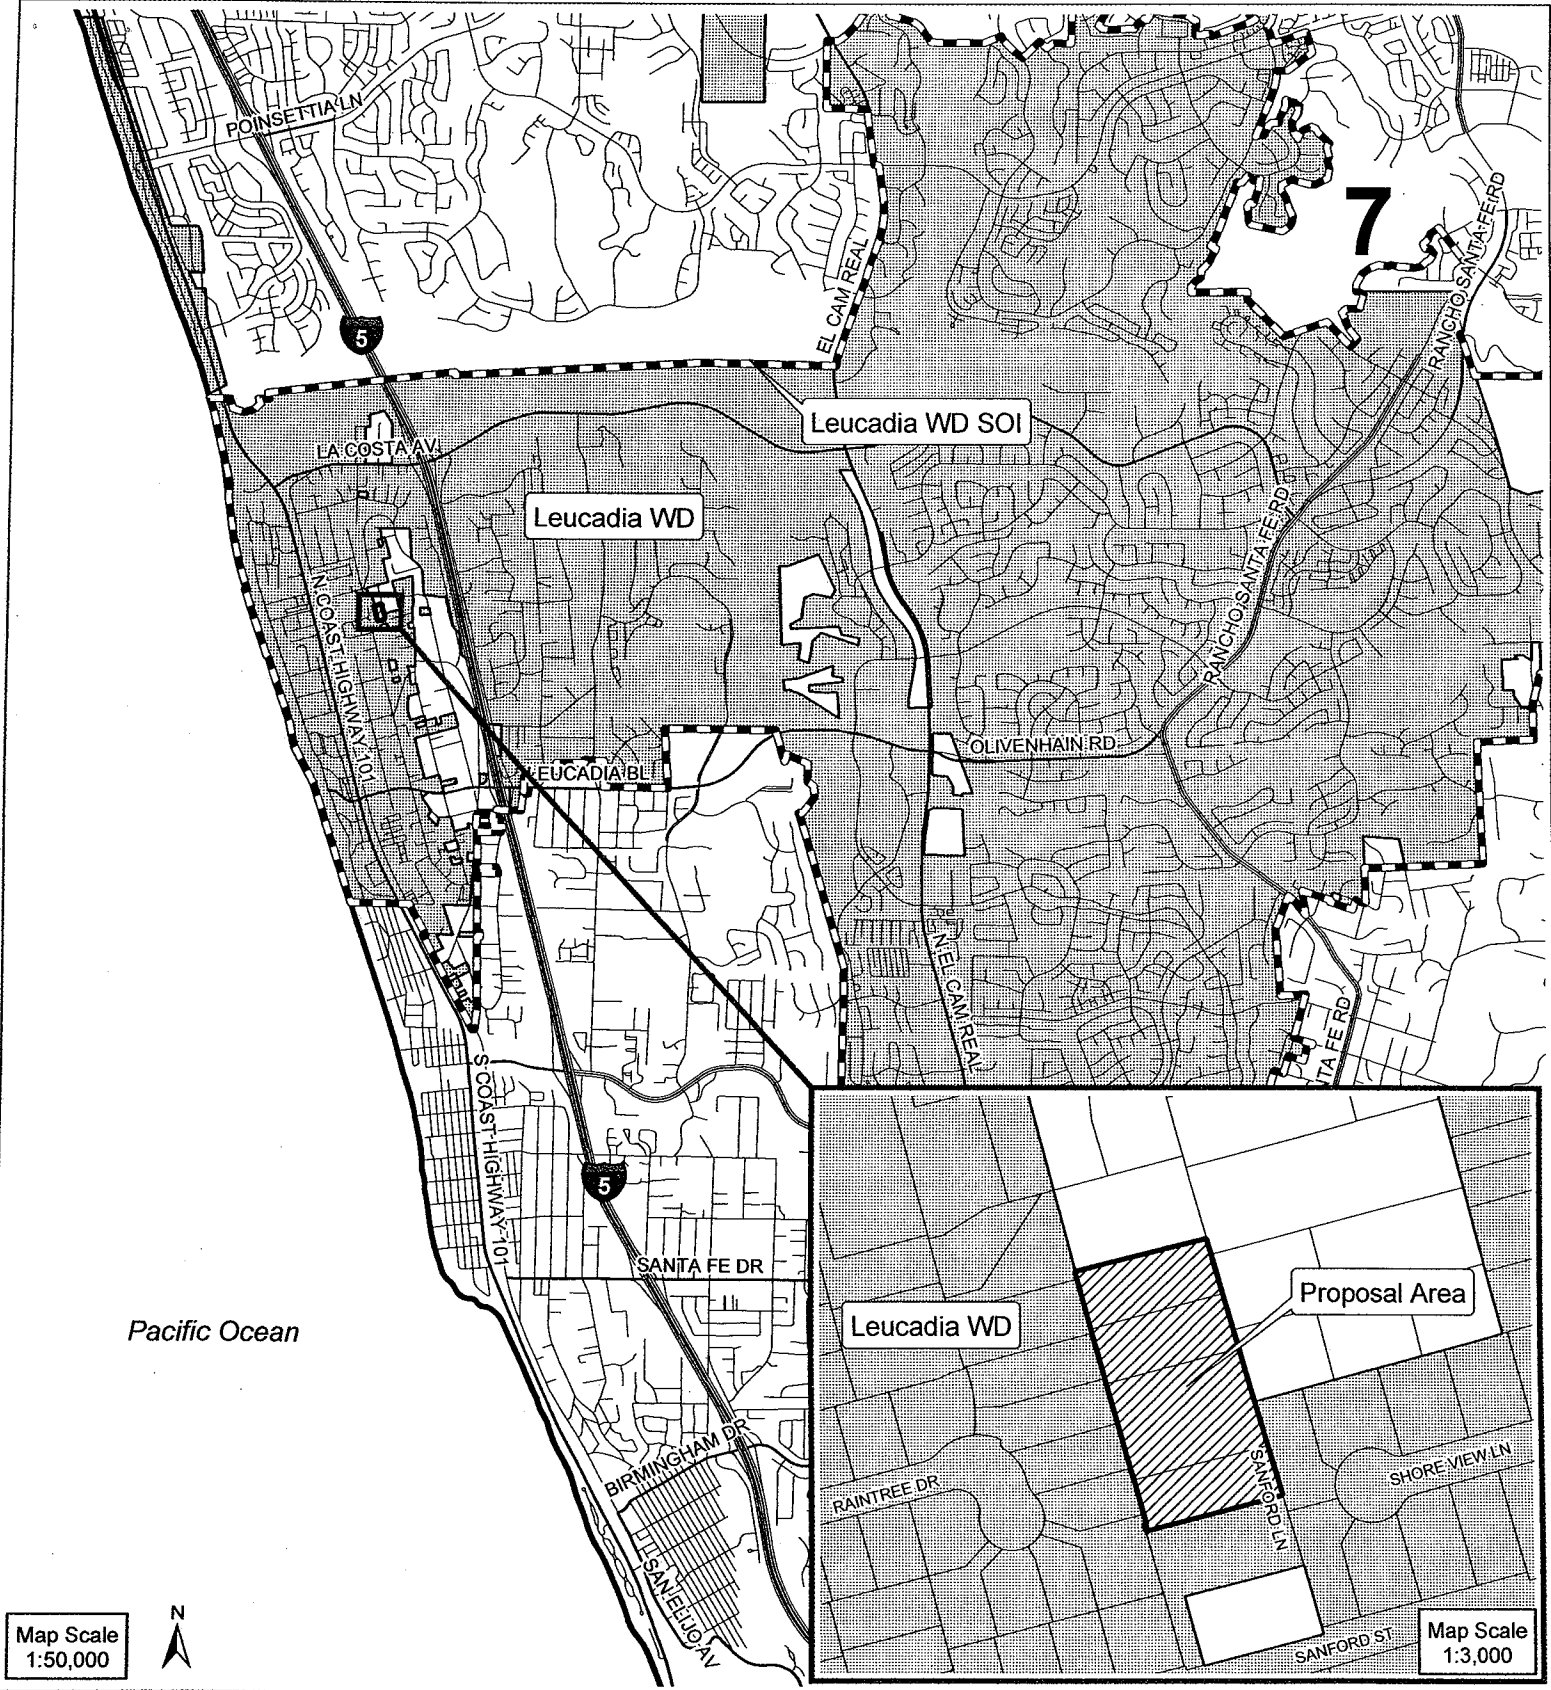 POINSETTIA LN
7
RANCHO SANTA FE RD
EL CAM REAL
5
Leucadia WD SOI
LA COSTA AV
Leucadia WD
RANCHO SANTA FE RD
N COAST HIGHWAY 101
OLIVENHAIN RD
LEUCADIA BL
N EL CAM REAL
NTA FE RD
S COAST HIGHWAY 101
5
SANTA FE DR
Pacific Ocean
BIRMINGHAM DR
SAN ELIJO AV
Leucadia WD
Proposal Area
RAINTREE DR
SANFORD LN
SHORE VIEW LN
SANFORD ST
Map Scale
1:3,000
Map Scale
1:50,000
N